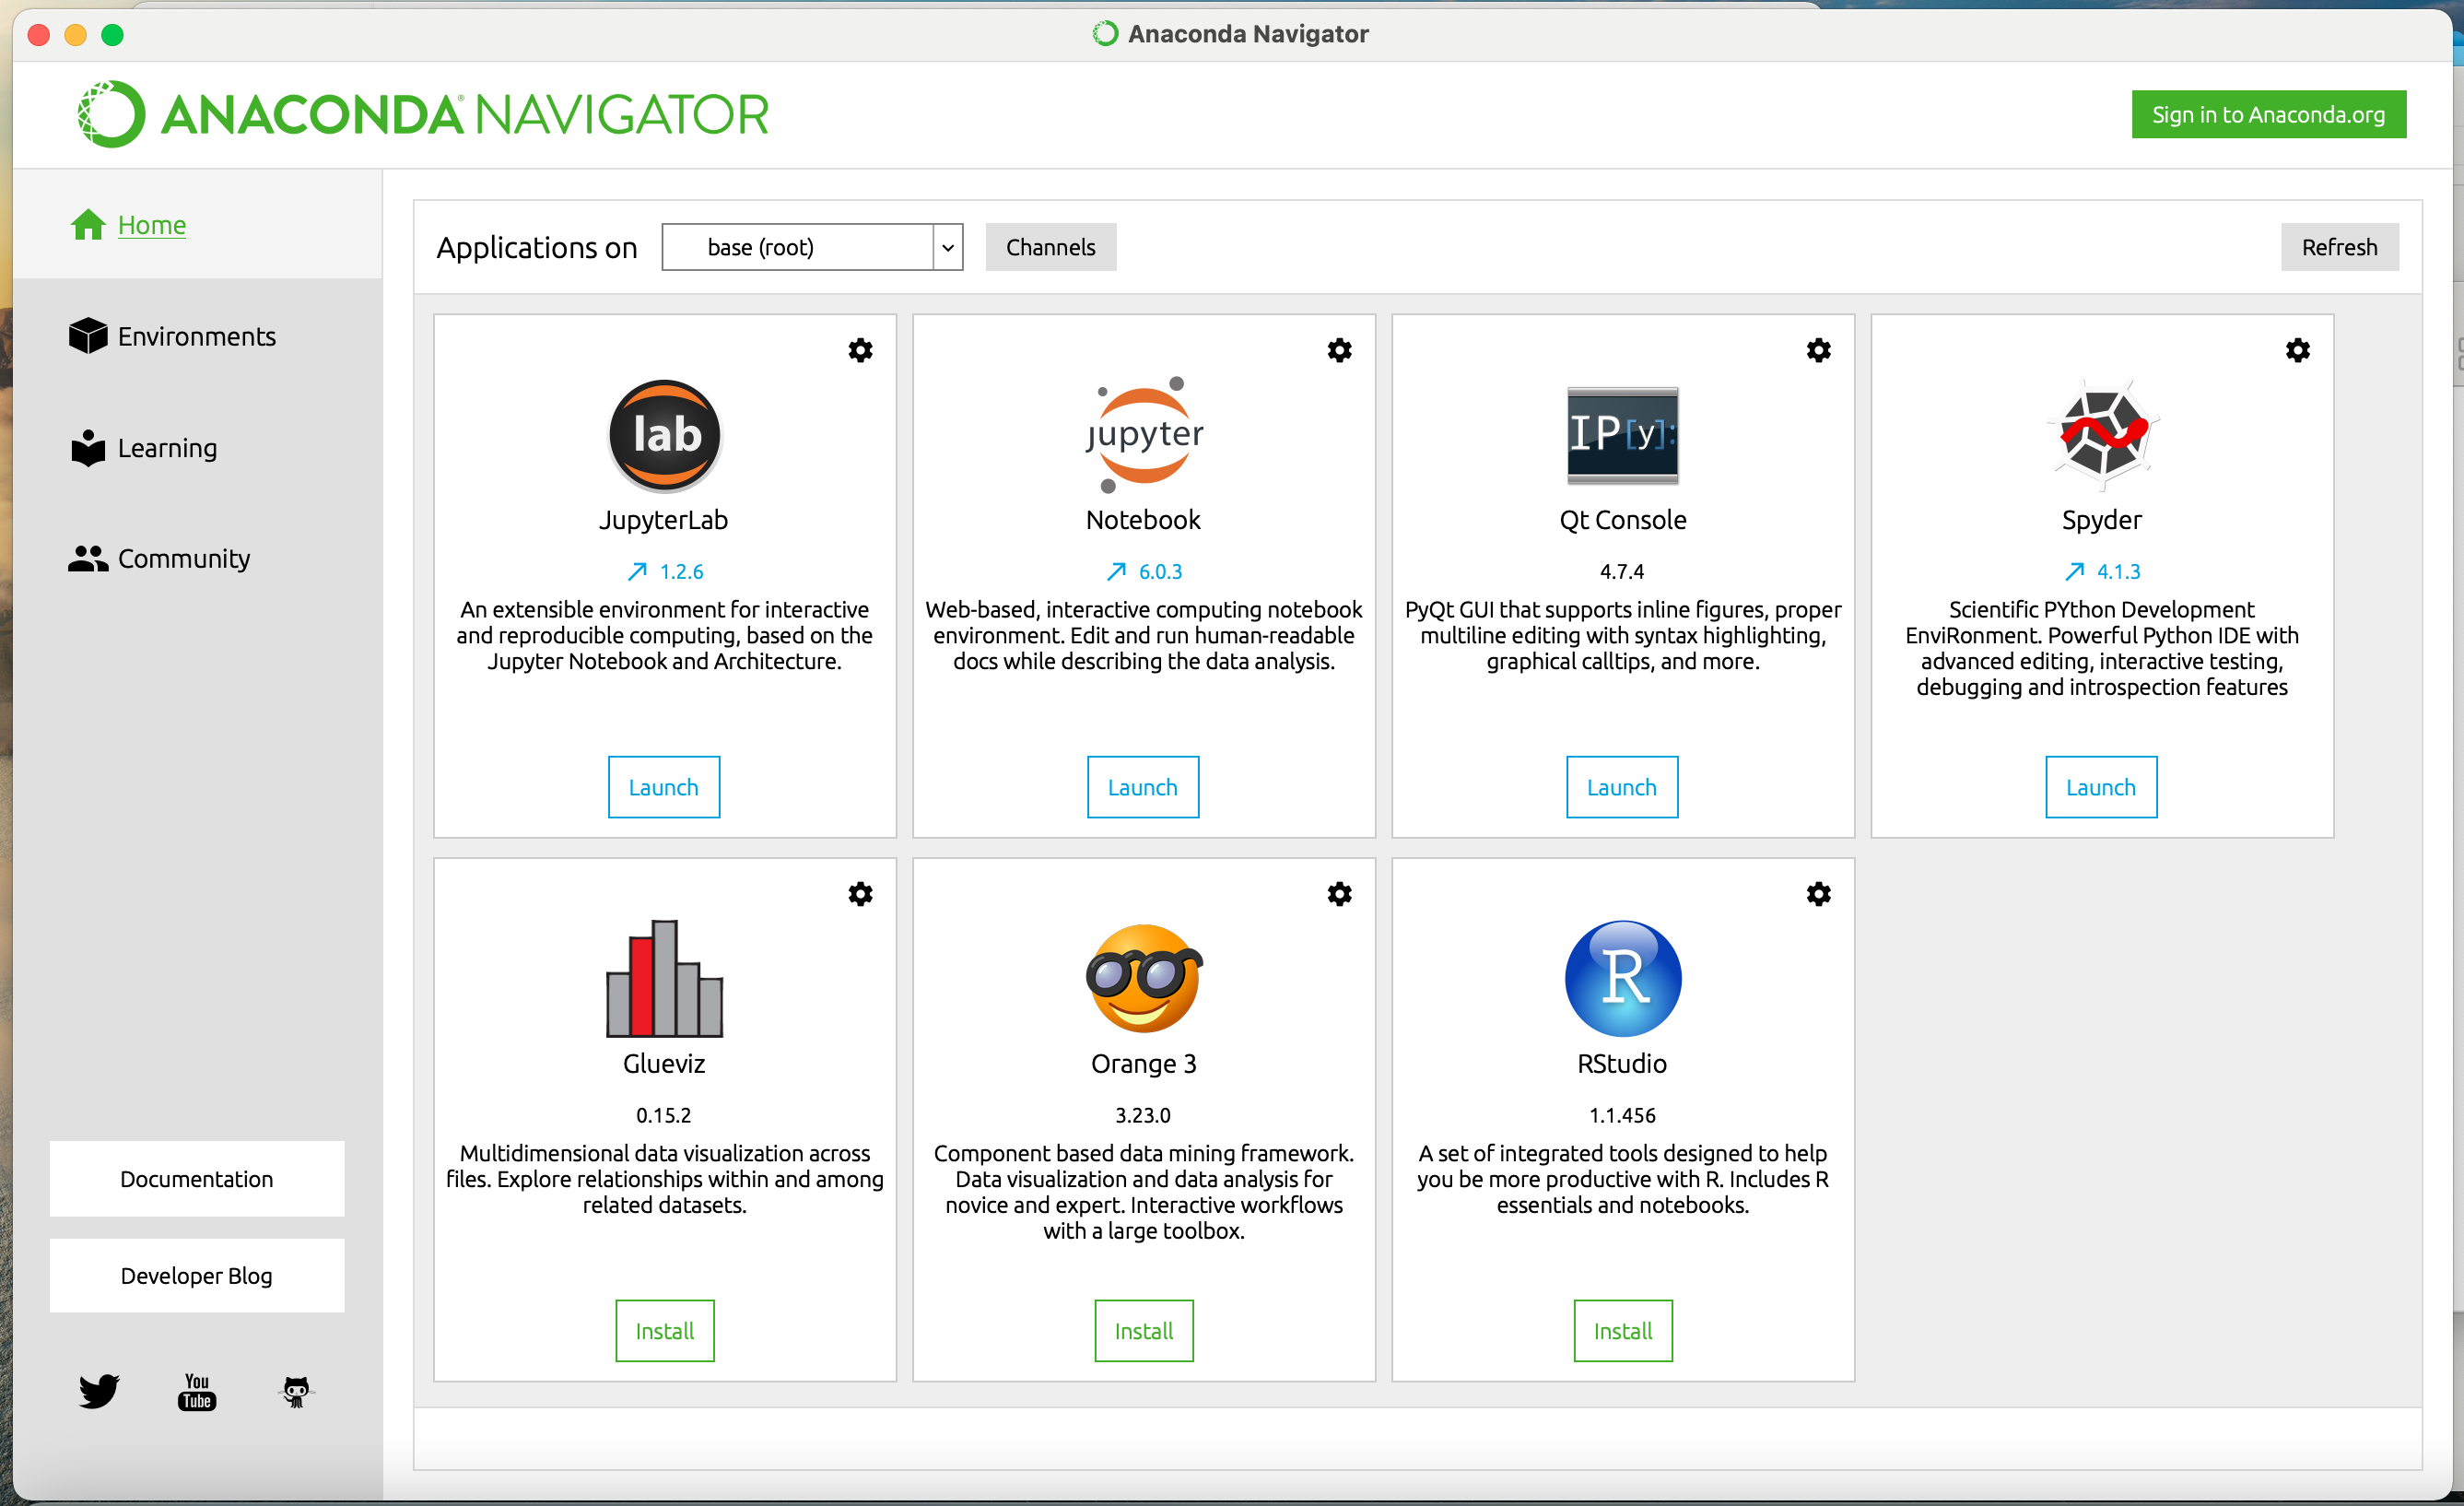 Anaconda Navigator
ANACONDA® NAVIGATOR
Sign in to Anaconda.org
Home
Environments
Learning
Community
Documentation
Developer Blog
You
Tube
Applications on
base (root)
Channels
Refresh
lab
JupyterLab
1.2.6
An extensible environment for interactive
and reproducible computing, based on the
Jupyter Notebook and Architecture.
Launch
jupyter
Notebook
6.0.3
Web-based, interactive computing notebook
environment. Edit and run human-readable
docs while describing the data analysis.
Launch
IP[y]:
Qt Console
4.7.4
PyQt GUI that supports inline figures, proper
multiline editing with syntax highlighting,
graphical calltips, and more.
Launch
Spyder
4.1.3
Scientific PYthon Development
EnviRonment. Powerful Python IDE with
advanced editing, interactive testing,
debugging and introspection features
Launch
Glueviz
0.15.2
Multidimensional data visualization across
files. Explore relationships within and among
related datasets.
Install
Orange 3
3.23.0
Component based data mining framework.
Data visualization and data analysis for
novice and expert. Interactive workflows
with a large toolbox.
Install
R
RStudio
1.1.456
A set of integrated tools designed to help
you be more productive with R. Includes R
essentials and notebooks.
Install